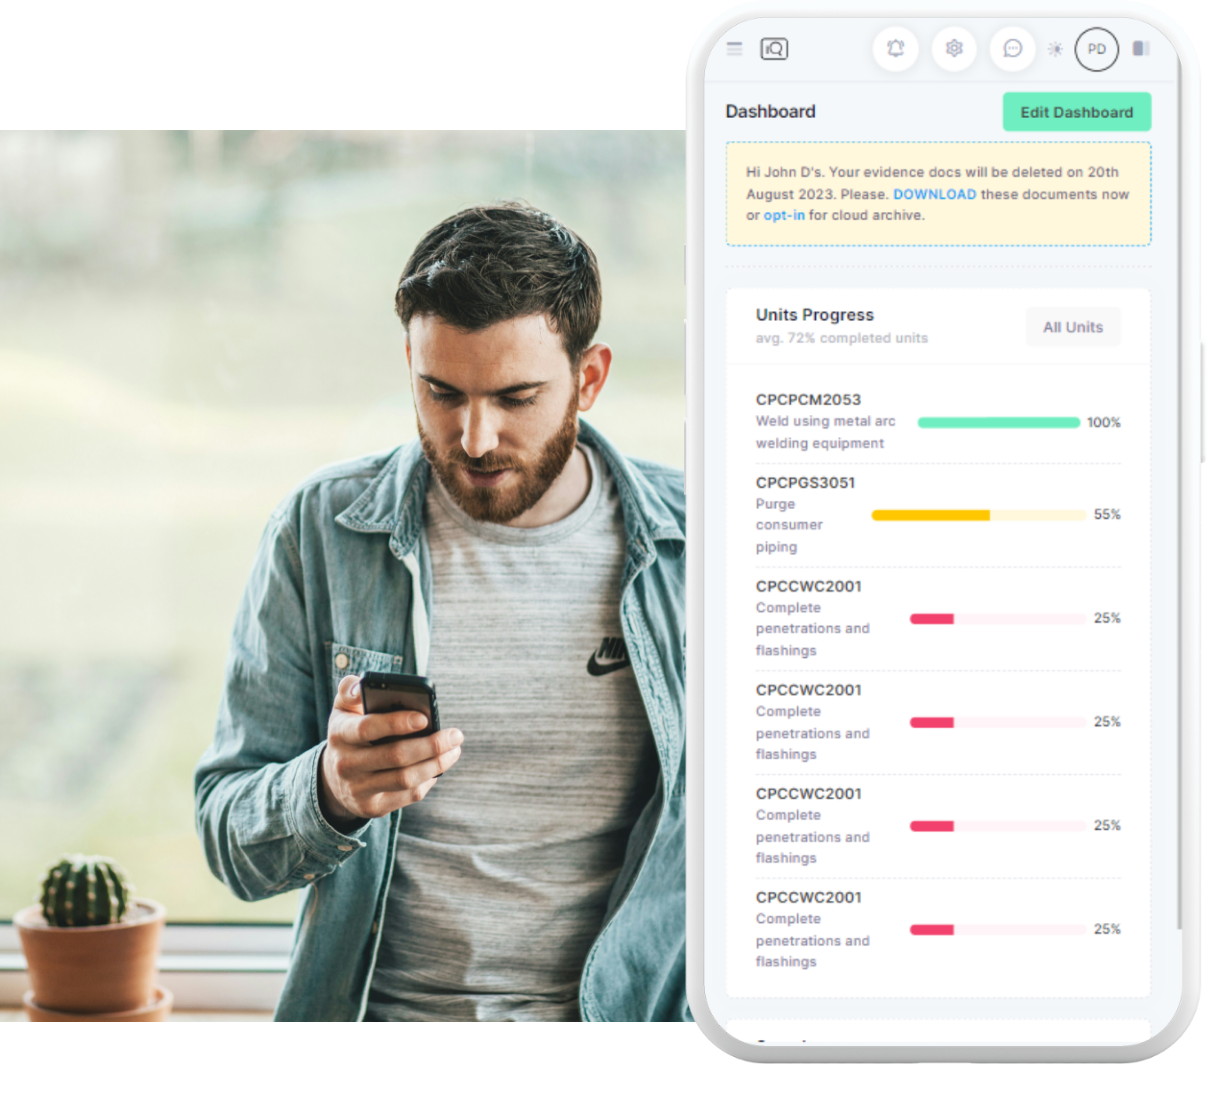 iQ
PD
Dashboard
Edit Dashboard
Hi John D's. Your evidence docs will be deleted on 20th
August 2023. Please. DOWNLOAD these documents now
or opt-in for cloud archive.
Units Progress
avg. 72% completed units
All Units
CPCPCM2053
Weld using metal arc
welding equipment
100%
CPCPGS3051
Purge
consumer
piping
55%
CPCCWC2001
Complete
penetrations and
flashings
25%
CPCCWC2001
Complete
penetrations and
flashings
25%
CPCCWC2001
Complete
penetrations and
flashings
25%
CPCCWC2001
Complete
penetrations and
flashings
25%